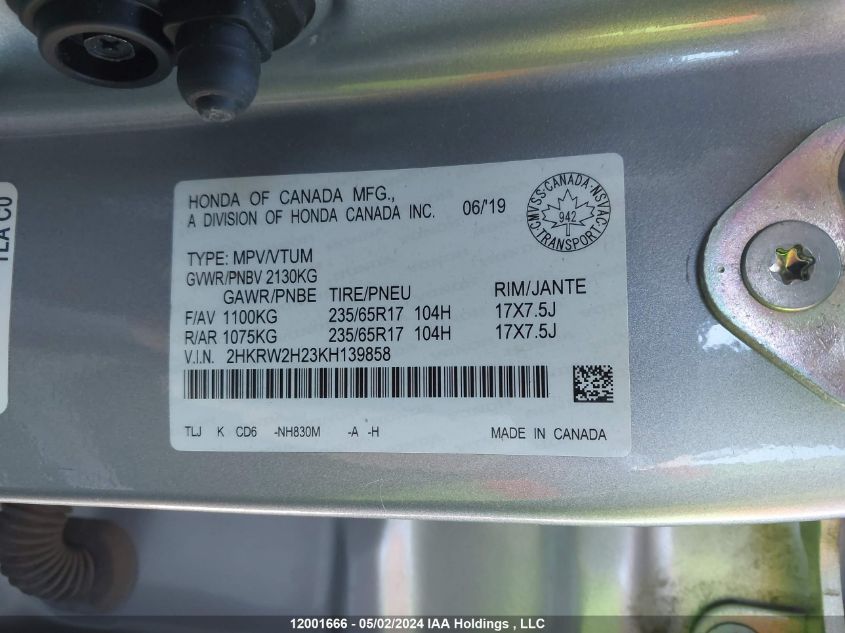 HONDA OF CANADA MFG.,
A DIVISION OF HONDA CANADA INC. 06/'19
CMVSS·CANADA·NSVAC
942
TRANSPORT
TYPE: MPV/VTUM
GVWR/PNBV 2130KG
GAWR/PNBE TIRE/PNEU RIM/JANTE
F/AV 1100KG 235/65R17 104H 17X7.5J
R/AR 1075KG 235/65R17 104H 17X7.5J
V.I.N. 2HKRW2H23KH139858
TLJ K CD6 -NH830M -A -H MADE IN CANADA
TLA C0
12001666 - 05/02/2024 IAA Holdings , LLC